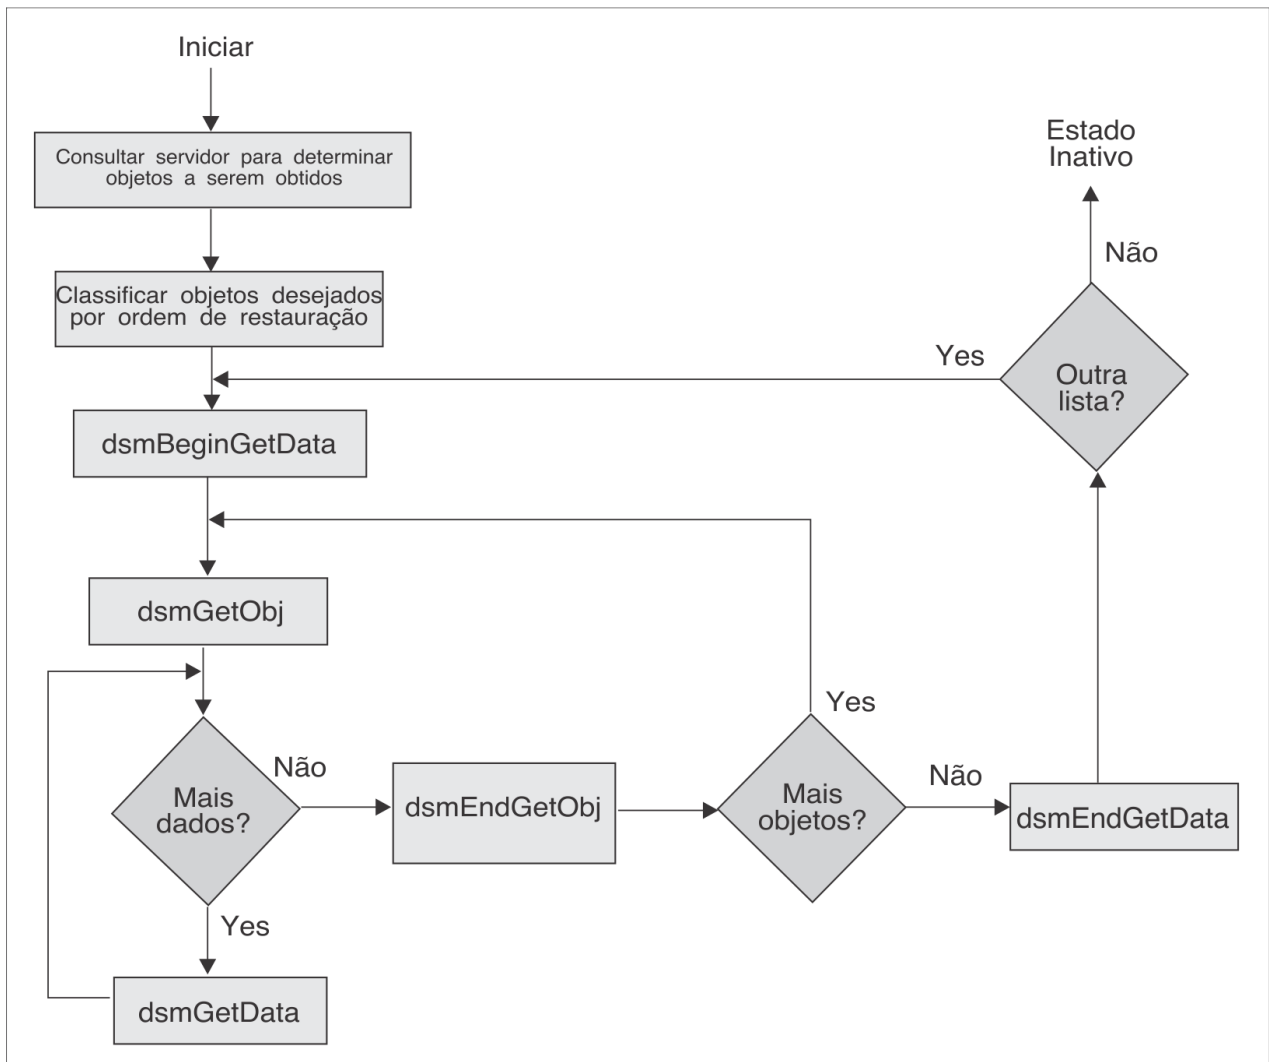 Iniciar
Consultar servidor para determinar
objetos a serem obtidos
Classificar objetos desejados
por ordem de restauração
dsmBeginGetData
dsmGetObj
Mais
dados?
Não
Yes
dsmGetData
dsmEndGetObj
Mais
objetos?
Yes
Não
dsmEndGetData
Outra
lista?
Yes
Não
Estado
Inativo